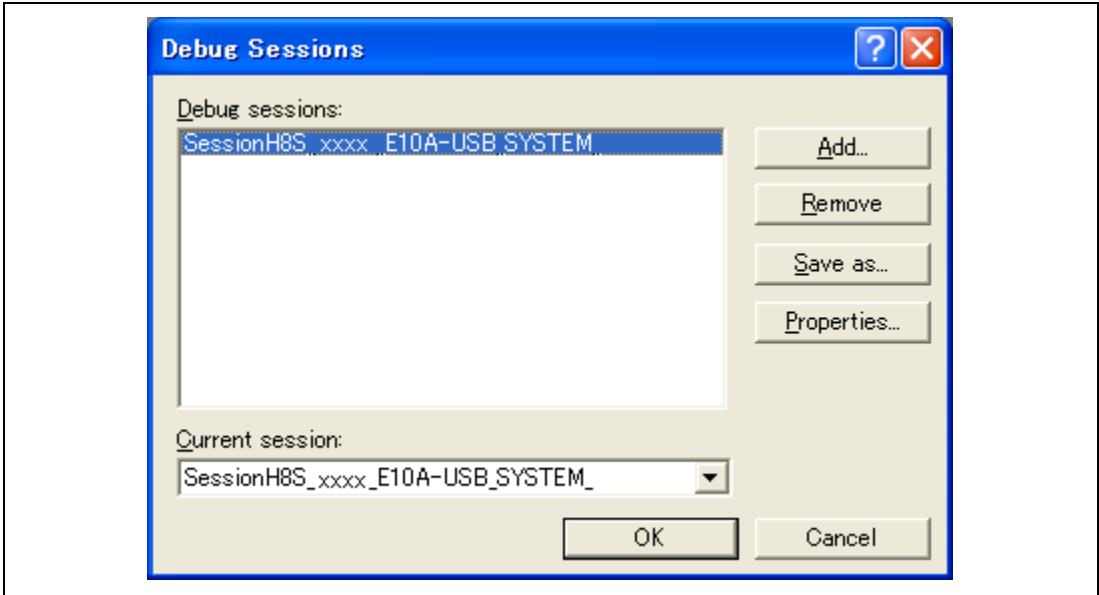 Debug Sessions
Debug sessions:
SessionH8S_xxxx_E10A-USB_SYSTEM_
Add...
Remove
Save as...
Properties...
Current session:
SessionH8S_xxxx_E10A-USB_SYSTEM_
OK
Cancel